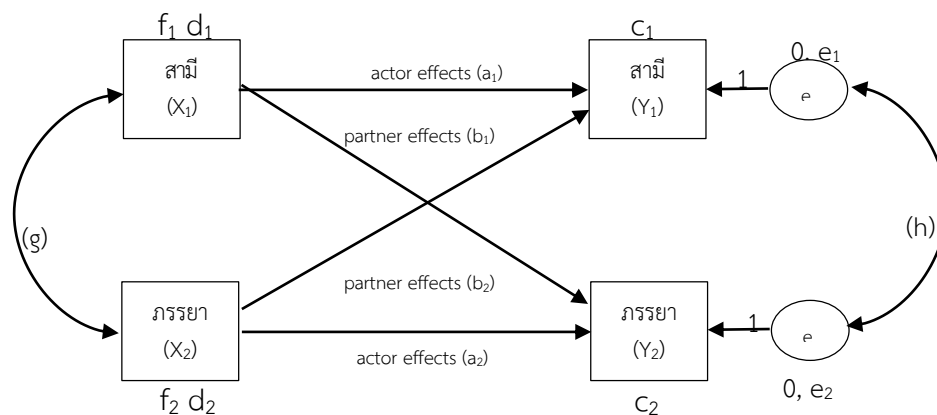 f₁ d₁
c₁
สามี
(X₁)
actor effects (a₁)
สามี
(Y₁)
1
0, e₁
e
partner effects (b₁)
(g)
(h)
partner effects (b₂)
ภรรยา
(X₂)
actor effects (a₂)
ภรรยา
(Y₂)
1
e
0, e₂
f₂ d₂
c₂